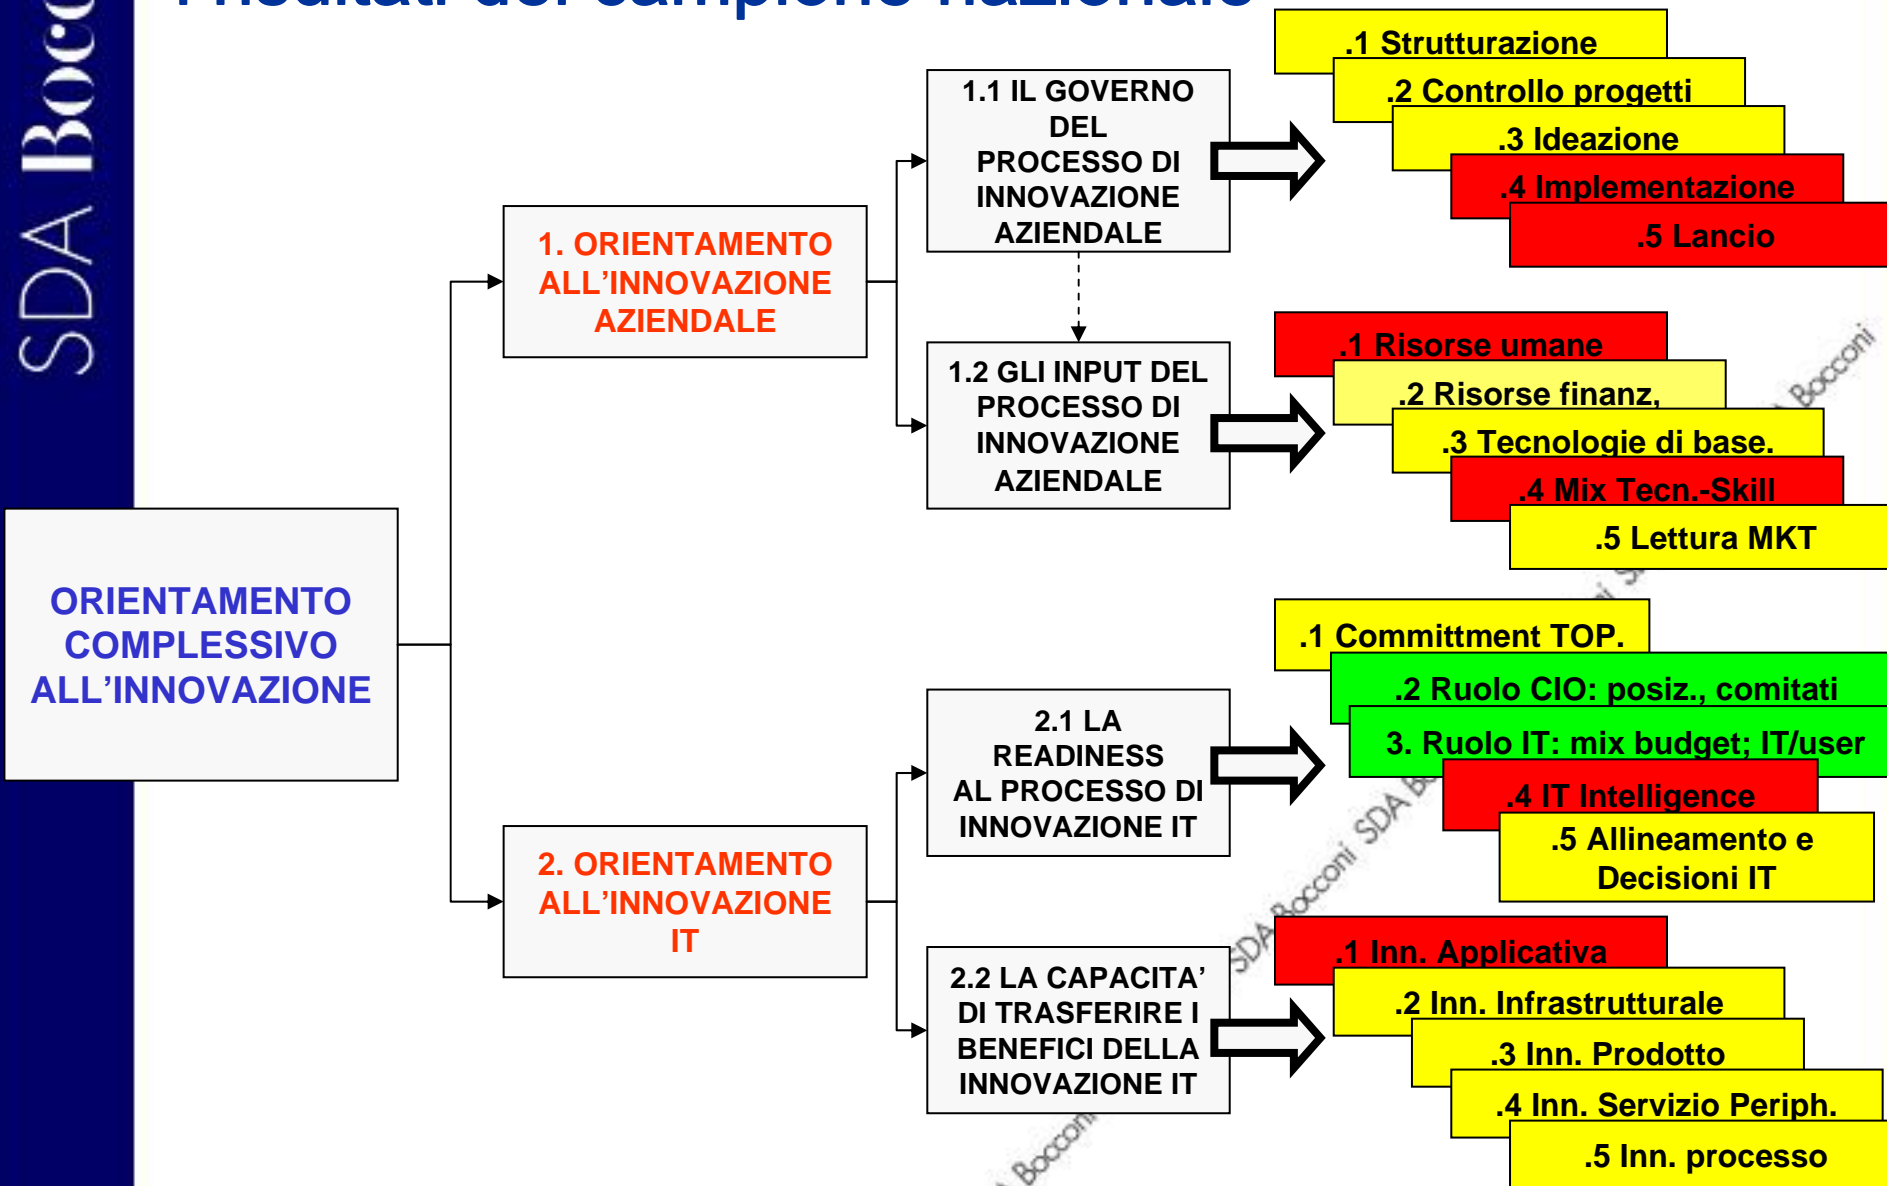 i risultati del campione nazionale
SDA Bocc
ORIENTAMENTO
COMPLESSIVO
ALL’INNOVAZIONE
1. ORIENTAMENTO
ALL’INNOVAZIONE
AZIENDALE
1.1 IL GOVERNO
DEL
PROCESSO DI
INNOVAZIONE
AZIENDALE
.1 Strutturazione
.2 Controllo progetti
.3 Ideazione
.4 Implementazione
.5 Lancio
1.2 GLI INPUT DEL
PROCESSO DI
INNOVAZIONE
AZIENDALE
.1 Risorse umane
.2 Risorse finanz,
.3 Tecnologie di base.
.4 Mix Tecn.-Skill
.5 Lettura MKT
2. ORIENTAMENTO
ALL’INNOVAZIONE
IT
2.1 LA
READINESS
AL PROCESSO DI
INNOVAZIONE IT
.1 Committment TOP.
.2 Ruolo CIO: posiz., comitati
3. Ruolo IT: mix budget; IT/user
.4 IT Intelligence
.5 Allineamento e
Decisioni IT
2.2 LA CAPACITA’
DI TRASFERIRE I
BENEFICI DELLA
INNOVAZIONE IT
.1 Inn. Applicativa
.2 Inn. Infrastrutturale
.3 Inn. Prodotto
.4 Inn. Servizio Periph.
.5 Inn. processo
SDA Bocconi SDA Bo
Bocconi
Bocconi